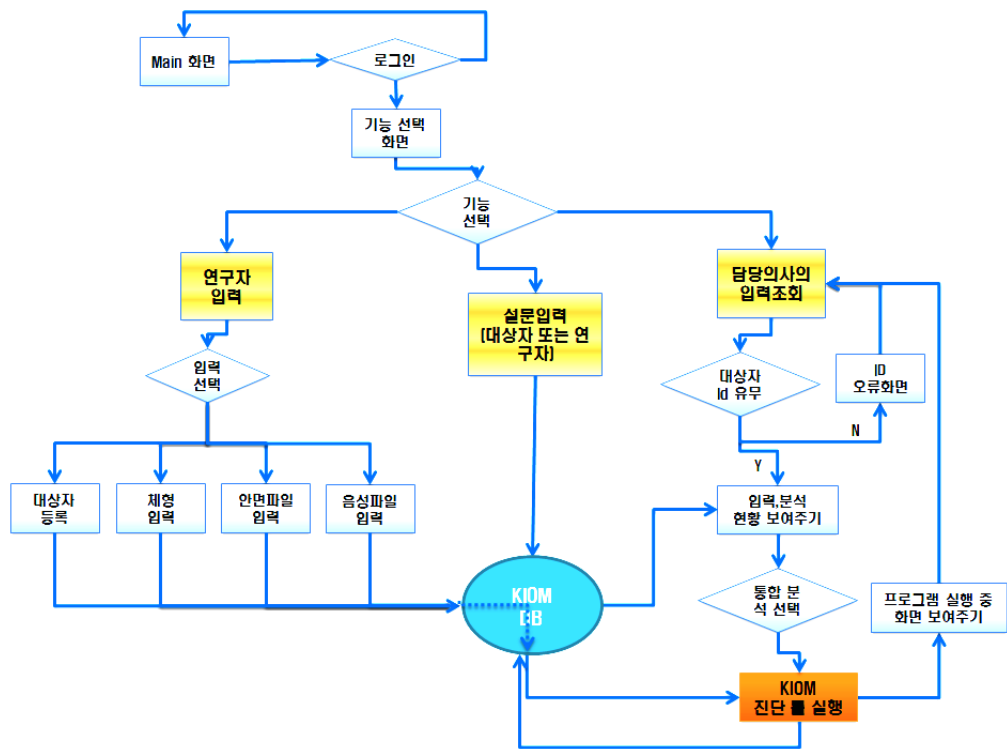 Main 화면
로그인
기능 선택
화면
기능
선택
연구자
입력
설문입력
(대상자 또는 연
구자)
담당의사의
입력조회
입력
선택
대상자
Id 유무
ID
오류화면
N
Y
대상자
등록
체형
입력
안면파일
입력
음성파일
입력
입력,분석
현황 보여주기
KIOM
DB
통합 분
석 선택
프로그램 실행 중
화면 보여주기
KIOM
진단 툴 실행